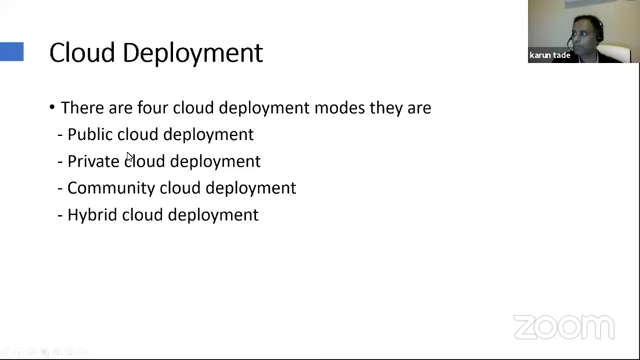 Cloud Deployment
karun tade
• There are four cloud deployment modes they are
- Public cloud deployment
- Private cloud deployment
- Community cloud deployment
- Hybrid cloud deployment
zoom